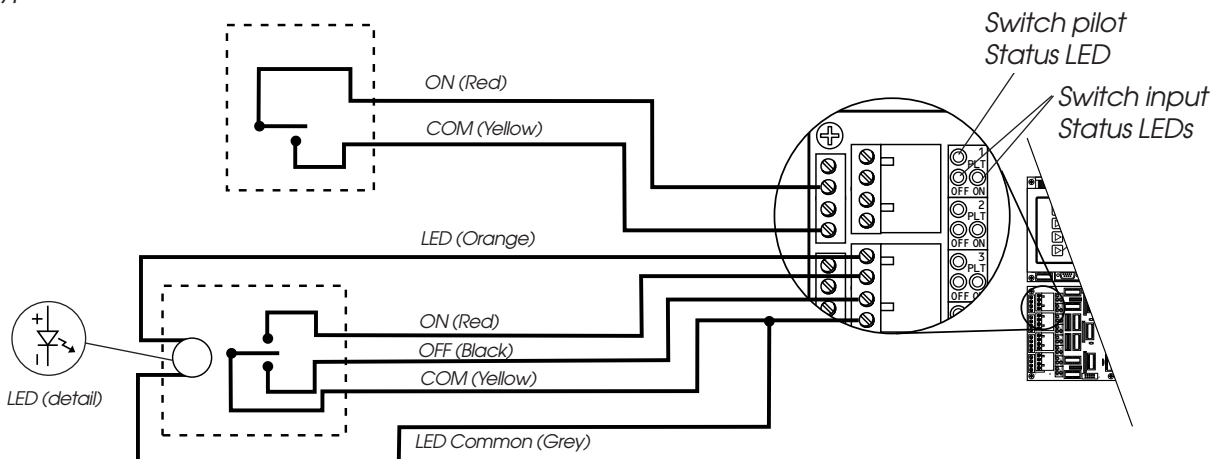 Switch pilot
Status LED
Switch input
Status LEDs
ON (Red)
COM (Yellow)
1
PLT
OFF ON
2
PLT
OFF ON
3
PLT
OFF
LED (Orange)
ON (Red)
OFF (Black)
COM (Yellow)
LED (detail)
LED Common (Grey)